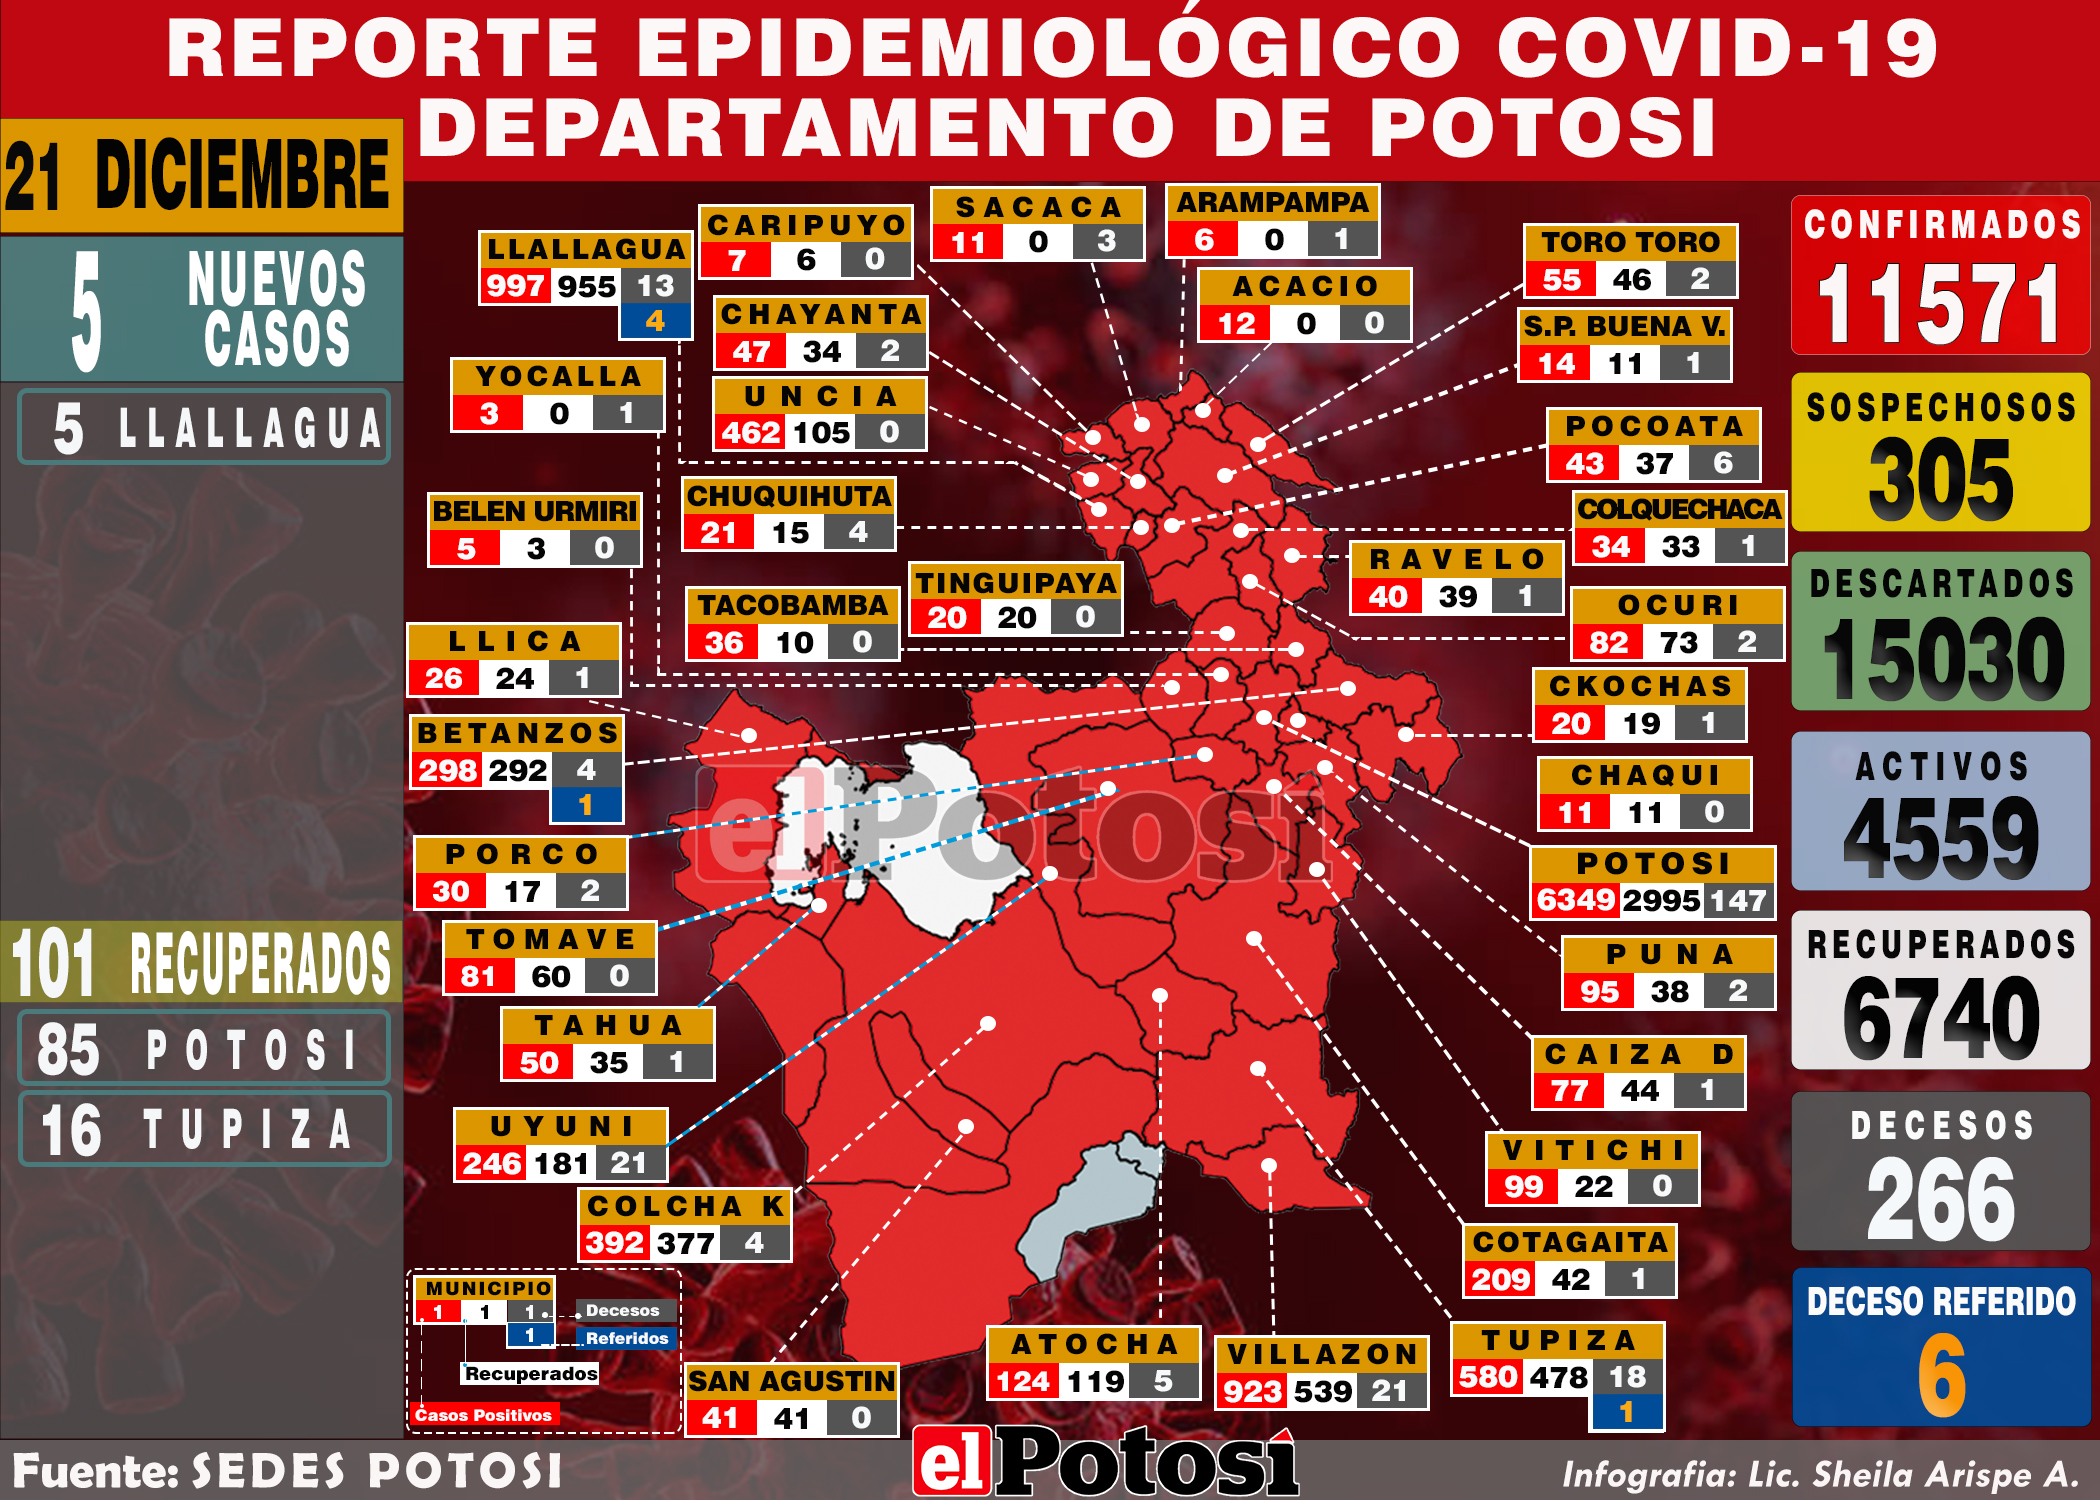 REPORTE EPIDEMIOLÓGICO COVID-19
DEPARTAMENTO DE POTOSI
21 DICIEMBRE
5 NUEVOS
CASOS
5 LLALLAGUA
101 RECUPERADOS
85 POTOSI
16 TUPIZA
LLALLAGUA
997 955 13
4
CARIPUYO
7 6 0
SACACA
11 0 3
ARAMPAMPA
6 0 1
ACACIO
12 0 0
TORO TORO
55 46 2
S.P. BUENA V.
14 11 1
CHAYANTA
47 34 2
YOCALLA
3 0 1
UNCIA
462 105 0
POCOATA
43 37 6
BELEN URMIRI
5 3 0
CHUQUIHUTA
21 15 4
COLQUECHACA
34 33 1
RAVELO
40 39 1
TINGUIPAYA
20 20 0
TACOBAMBA
36 10 0
OCURI
82 73 2
LLICA
26 24 1
CKOCHAS
20 19 1
BETANZOS
298 292 4
1
CHAQUI
11 11 0
PORCO
30 17 2
POTOSI
6349 2995 147
TOMAVE
81 60 0
PUNA
95 38 2
TAHUA
50 35 1
CAIZA D
77 44 1
UYUNI
246 181 21
VITICHI
99 22 0
COLCHA K
392 377 4
COTAGAITA
209 42 1
SAN AGUSTIN
41 41 0
ATOCHA
124 119 5
VILLAZON
923 539 21
TUPIZA
580 478 18
1
el Potosí
MUNICIPIO
1 1 1 Decesos
1 Referidos
Recuperados
Casos Positivos
CONFIRMADOS
11571
SOSPECHOSOS
305
DESCARTADOS
15030
ACTIVOS
4559
RECUPERADOS
6740
DECESOS
266
DECESO REFERIDO
6
Fuente: SEDES POTOSI
el Potosí
Infografia: Lic. Sheila Arispe A.